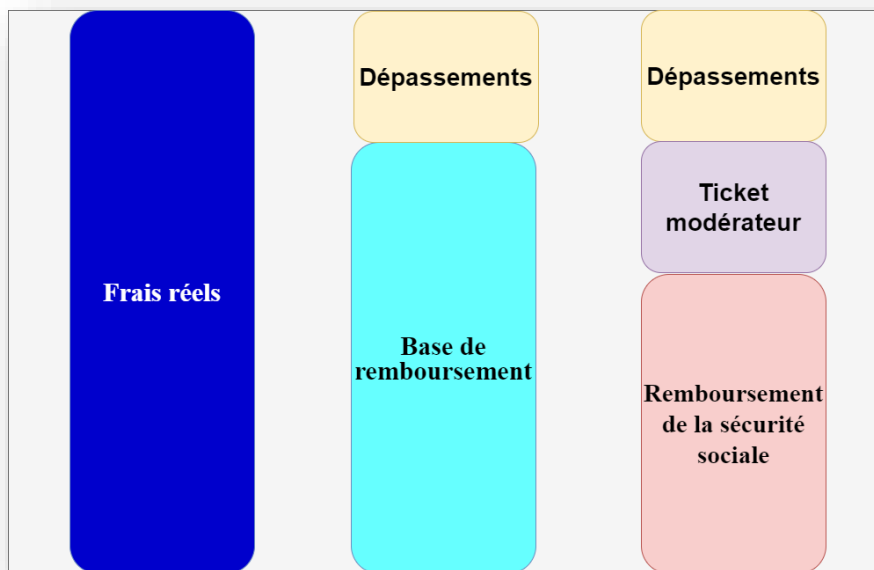 Frais réels
Dépassements
Base de
remboursement
Dépassements
Ticket
modérateur
Remboursement
de la sécurité
sociale